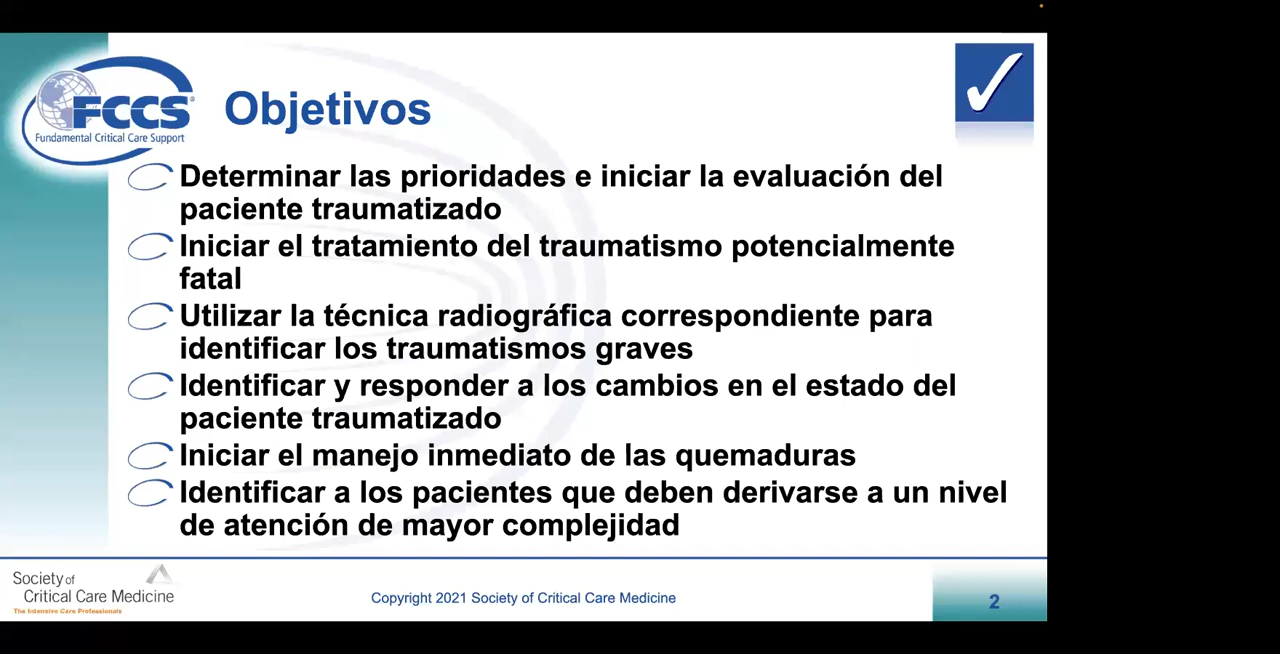 FCCS®
Fundamental Critical Care Support
Objetivos
Determinar las prioridades e iniciar la evaluación del
paciente traumatizado
Iniciar el tratamiento del traumatismo potencialmente
fatal
Utilizar la técnica radiográfica correspondiente para
identificar los traumatismos graves
Identificar y responder a los cambios en el estado del
paciente traumatizado
Iniciar el manejo inmediato de las quemaduras
Identificar a los pacientes que deben derivarse a un nivel
de atención de mayor complejidad
Society of
Critical Care Medicine
The Intensive Care Professionals
Copyright 2021 Society of Critical Care Medicine
2